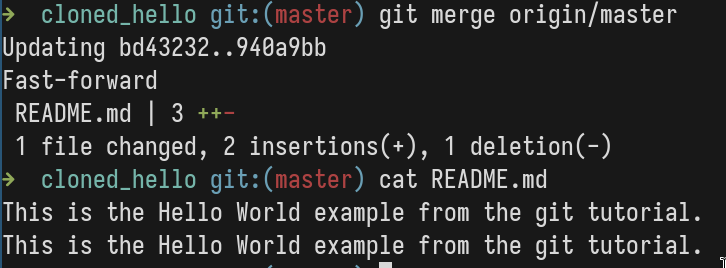 ➜  cloned_hello git:(master) git merge origin/master
Updating bd43232..940a9bb
Fast-forward
 README.md | 3 ++-
 1 file changed, 2 insertions(+), 1 deletion(-)
➜  cloned_hello git:(master) cat README.md
This is the Hello World example from the git tutorial.
This is the Hello World example from the git tutorial.